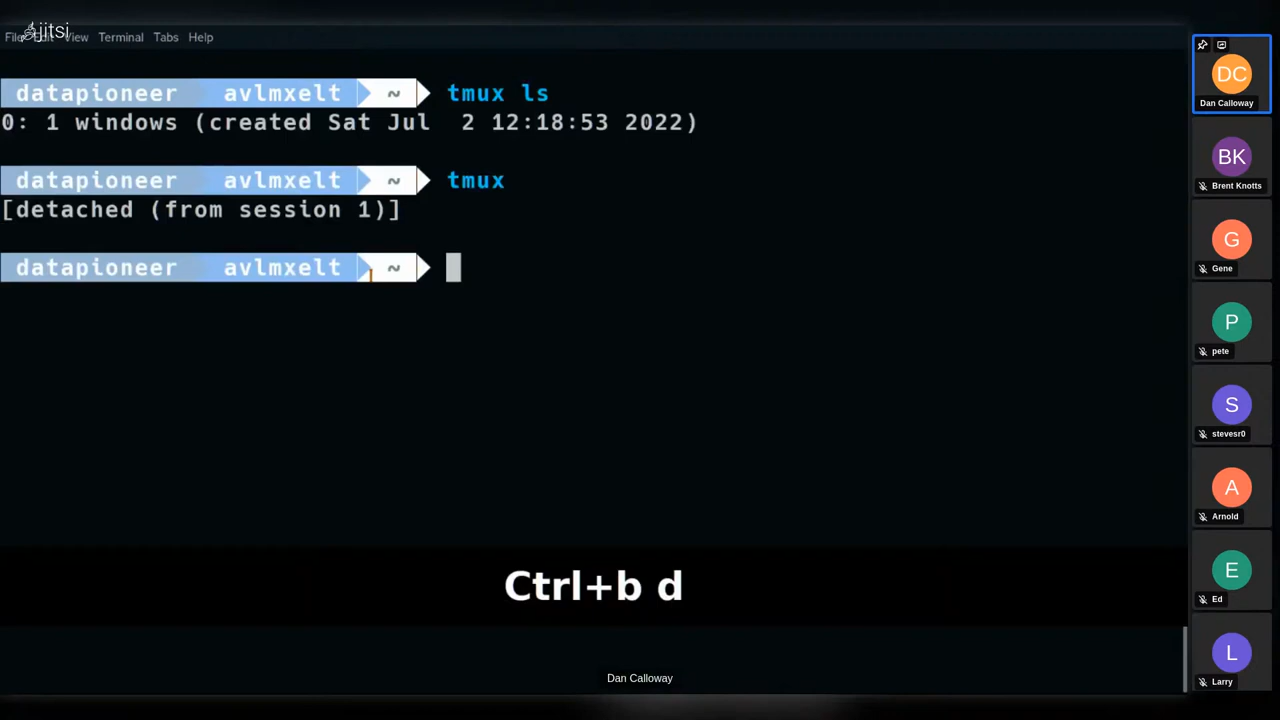 jitsi
File Edit View Terminal Tabs Help
datapioneer avlmxelt ~ tmux ls
0: 1 windows (created Sat Jul  2 12:18:53 2022)
datapioneer avlmxelt ~ tmux
[detached (from session 1)]
datapioneer avlmxelt ~
Ctrl+b d
Dan Calloway
DC
Dan Calloway
BK
Brent Knotts
G
Gene
P
pete
S
stevesr0
A
Arnold
E
Ed
L
Larry